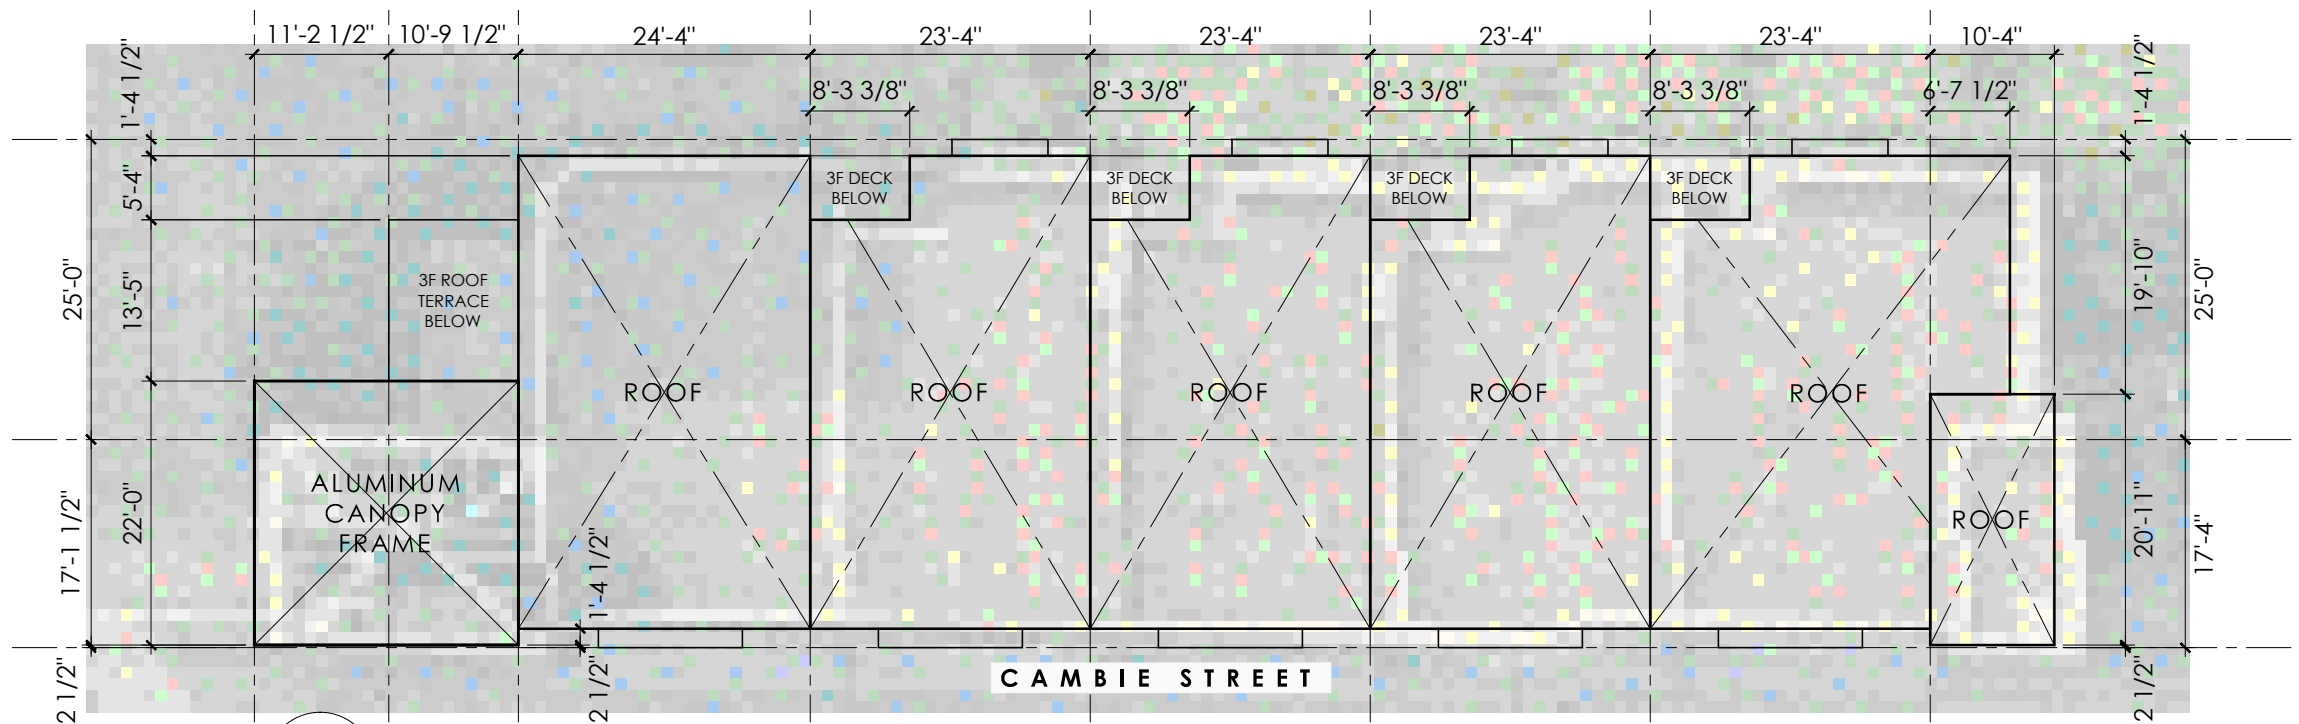 11'-2 1/2" 10'-9 1/2" 24'-4" 23'-4" 23'-4" 23'-4" 23'-4" 10'-4"
8'-3 3/8" 8'-3 3/8" 8'-3 3/8" 8'-3 3/8" 6'-7 1/2"
1'-4 1/2"
5'-4"
13'-5"
22'-0"
25'-0"
17'-1 1/2"
2 1/2"
3F DECK
BELOW
3F DECK
BELOW
3F DECK
BELOW
3F DECK
BELOW
3F ROOF
TERRACE
BELOW
ROOF ROOF ROOF ROOF ROOF
ALUMINUM
CANOPY
FRAME
ROOF
1'-4 1/2"
2 1/2"
1'-4 1/2"
19'-10"
25'-0"
20'-11"
17'-4"
2 1/2"
CAMBIE STREET